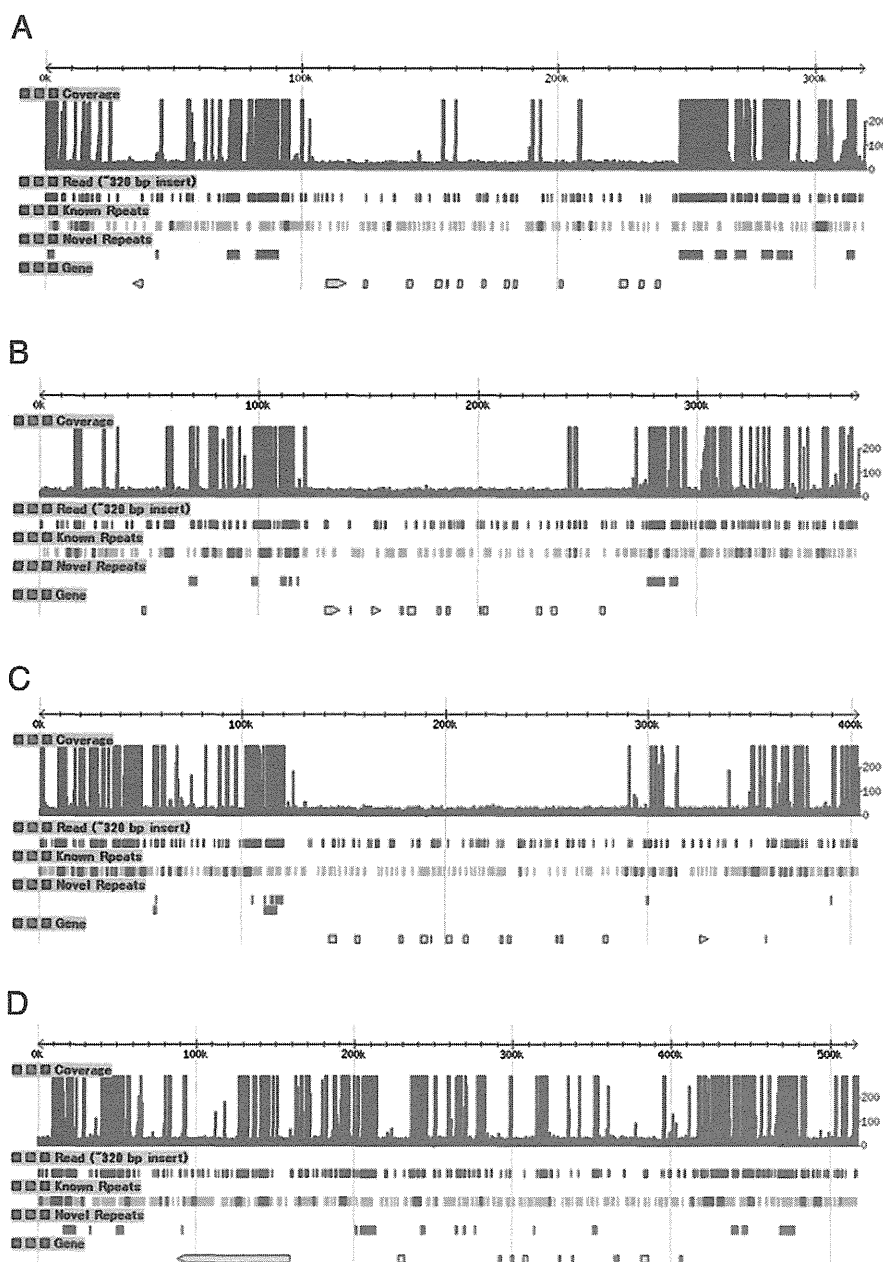 A
0k 100k 200k 300k
Coverage
200
100
0
Read (~320 bp insert)
Known Rpeats
Novel Repeats
Gene
B
0k 100k 200k 300k
Coverage
200
100
0
Read (~320 bp insert)
Known Rpeats
Novel Repeats
Gene
C
0k 100k 200k 300k 400k
Coverage
200
100
0
Read (~320 bp insert)
Known Rpeats
Novel Repeats
Gene
D
0k 100k 200k 300k 400k 500k
Coverage
200
100
0
Read (~320 bp insert)
Known Rpeats
Novel Repeats
Gene